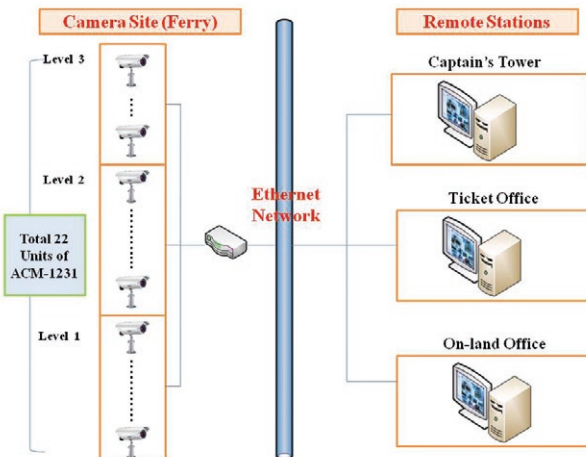 Camera Site (Ferry)
Remote Stations
Level 3
Level 2
Total 22
Units of
ACM-1231
Level 1
Ethernet
Network
Captain's Tower
Ticket Office
On-land Office